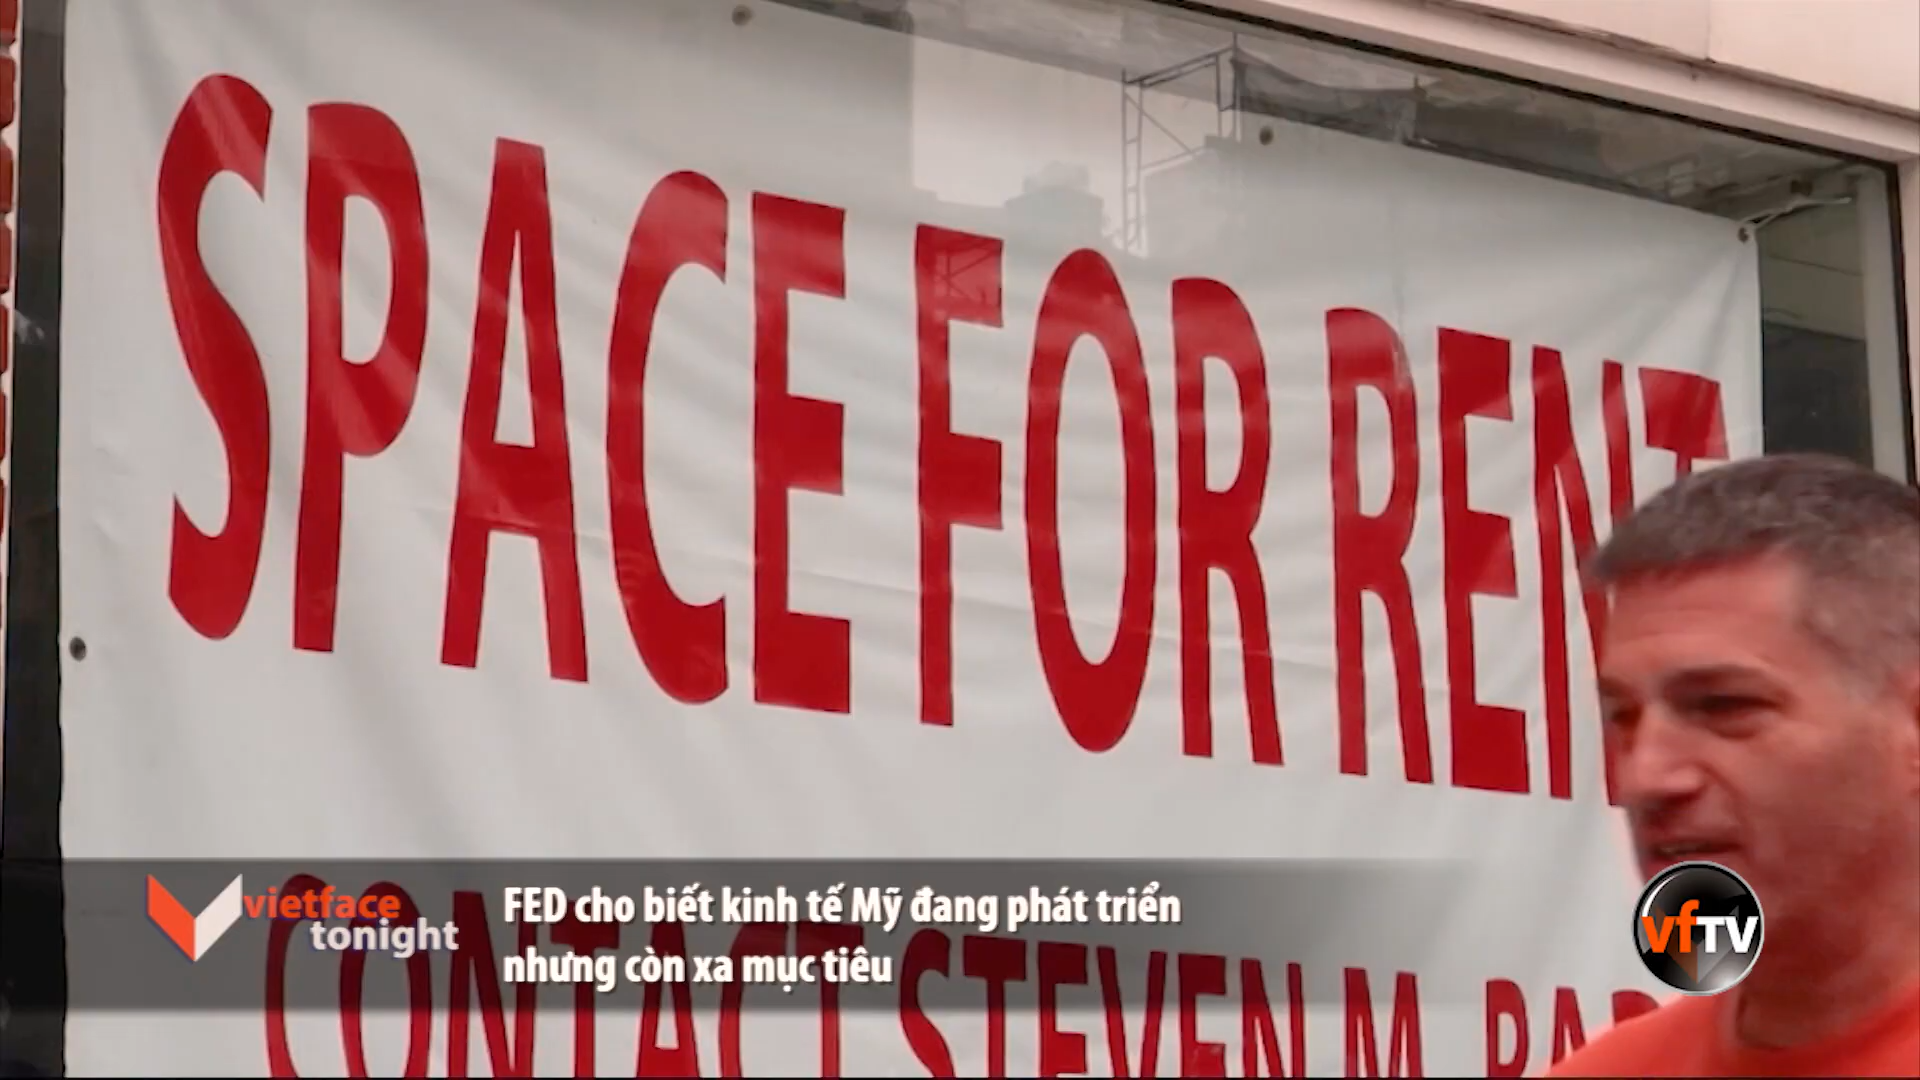 SPACE FOR RENT
CONTACT STEVEN M.
vietface
tonight
FED cho biết kinh tế Mỹ đang phát triển
nhưng còn xa mục tiêu
vfTV